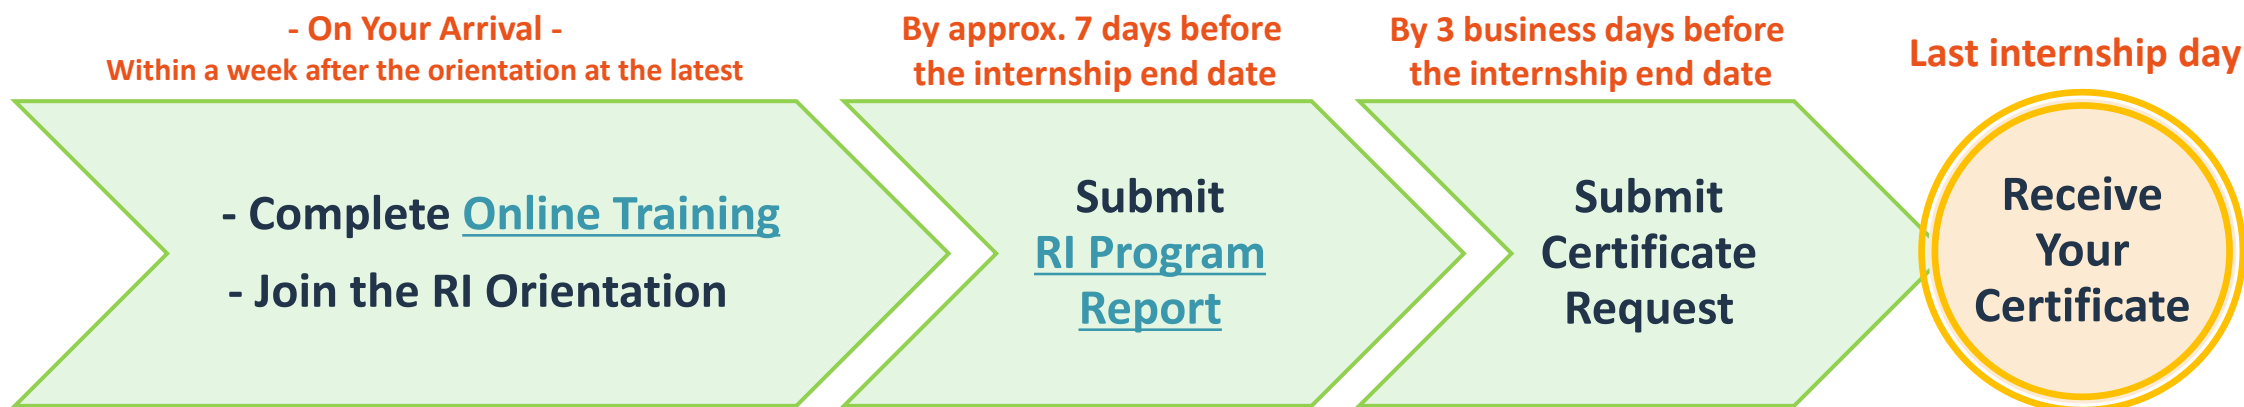 - On Your Arrival -
Within a week after the orientation at the latest
- Complete Online Training
- Join the RI Orientation
By approx. 7 days before
the internship end date
Submit
RI Program
Report
By 3 business days before
the internship end date
Submit
Certificate
Request
Last internship day
Receive
Your
Certificate